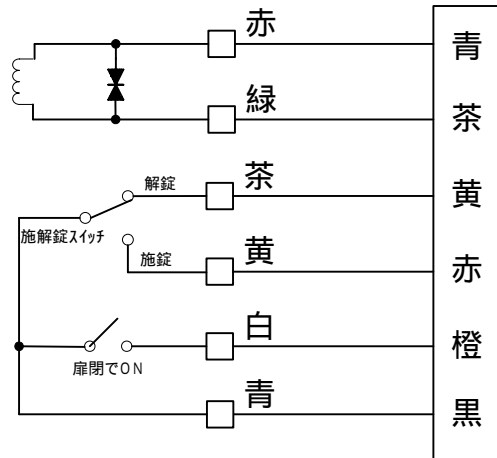 赤 青
緑 茶
解錠 茶 黄
施解錠スイッチ
施錠 黄 赤
白 橙
扉閉でON
青 黒